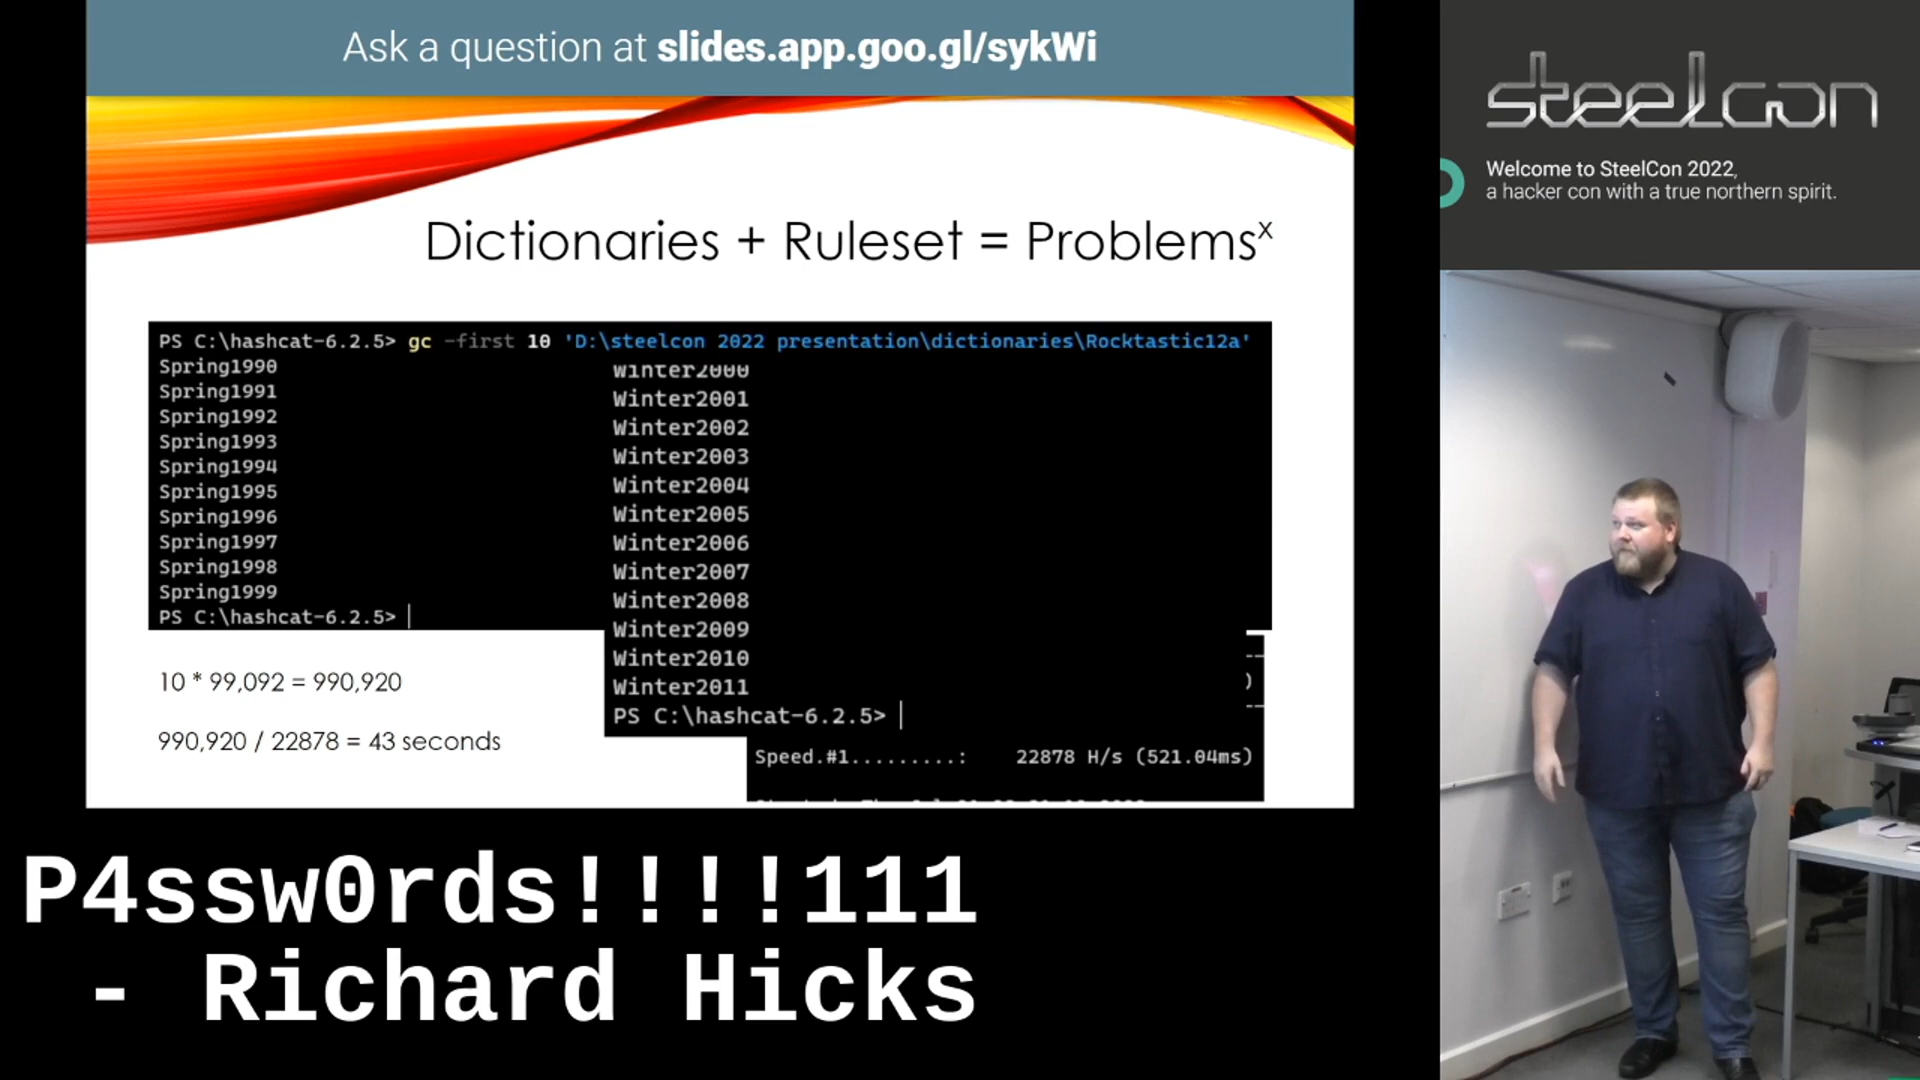 Ask a question at slides.app.goo.gl/sykWi
steelcon
Welcome to SteelCon 2022,
a hacker con with a true northern spirit.
Dictionaries + Ruleset = Problemsˣ
PS C:\hashcat-6.2.5> gc -first 10 'D:\steelcon 2022 presentation\dictionaries\Rocktastic12a'
Spring1990
Spring1991
Spring1992
Spring1993
Spring1994
Spring1995
Spring1996
Spring1997
Spring1998
Spring1999
PS C:\hashcat-6.2.5>
Winter2000
Winter2001
Winter2002
Winter2003
Winter2004
Winter2005
Winter2006
Winter2007
Winter2008
Winter2009
Winter2010
Winter2011
PS C:\hashcat-6.2.5>
10 * 99,092 = 990,920
990,920 / 22878 = 43 seconds
Speed.#1.........: 22878 H/s (521.04ms)
P4ssw0rds!!!!111
- Richard Hicks